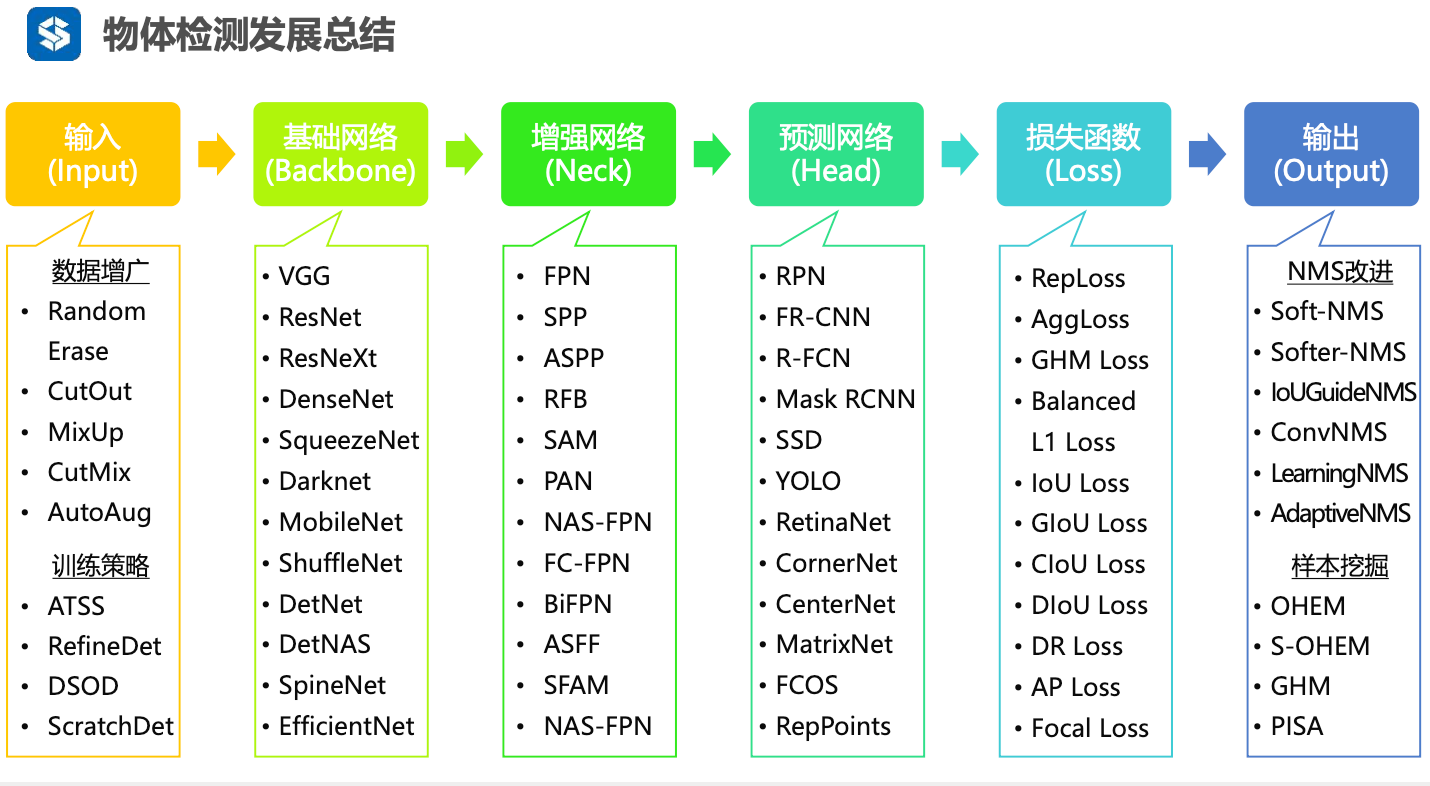 物体检测发展总结
输入
(Input)
基础网络
(Backbone)
增强网络
(Neck)
预测网络
(Head)
损失函数
(Loss)
输出
(Output)
数据增广
• Random
Erase
• CutOut
• MixUp
• CutMix
• AutoAug
训练策略
• ATSS
• RefineDet
• DSOD
• ScratchDet
• VGG
• ResNet
• ResNeXt
• DenseNet
• SqueezeNet
• Darknet
• MobileNet
• ShuffleNet
• DetNet
• DetNAS
• SpineNet
• EfficientNet
• FPN
• SPP
• ASPP
• RFB
• SAM
• PAN
• NAS-FPN
• FC-FPN
• BiFPN
• ASFF
• SFAM
• NAS-FPN
• RPN
• FR-CNN
• R-FCN
• Mask RCNN
• SSD
• YOLO
• RetinaNet
• CornerNet
• CenterNet
• MatrixNet
• FCOS
• RepPoints
• RepLoss
• AggLoss
• GHM Loss
• Balanced
L1 Loss
• IoU Loss
• GIoU Loss
• CIoU Loss
• DIoU Loss
• DR Loss
• AP Loss
• Focal Loss
NMS改进
• Soft-NMS
• Softer-NMS
• IoUGuideNMS
• ConvNMS
• LearningNMS
• AdaptiveNMS
样本挖掘
• OHEM
• S-OHEM
• GHM
• PISA